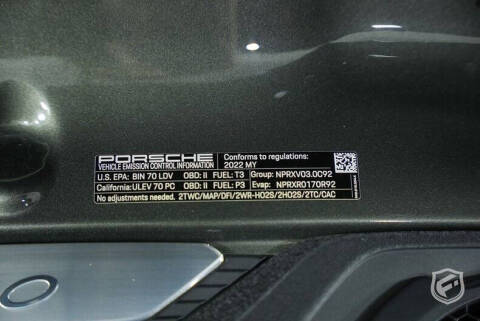 PORSCHE
VEHICLE EMISSION CONTROL INFORMATION
Conforms to regulations:
2022 MY
U.S. EPA: BIN 70 LDV OBD: II FUEL: T3 Group: NPRXV03.0C92
California: ULEV 70 PC OBD: II FUEL: P3 Evap: NPRXR0170R92
No adjustments needed. 2TWC/MAP/DFI/2WR-HO2S/2HO2S/2TC/CAC